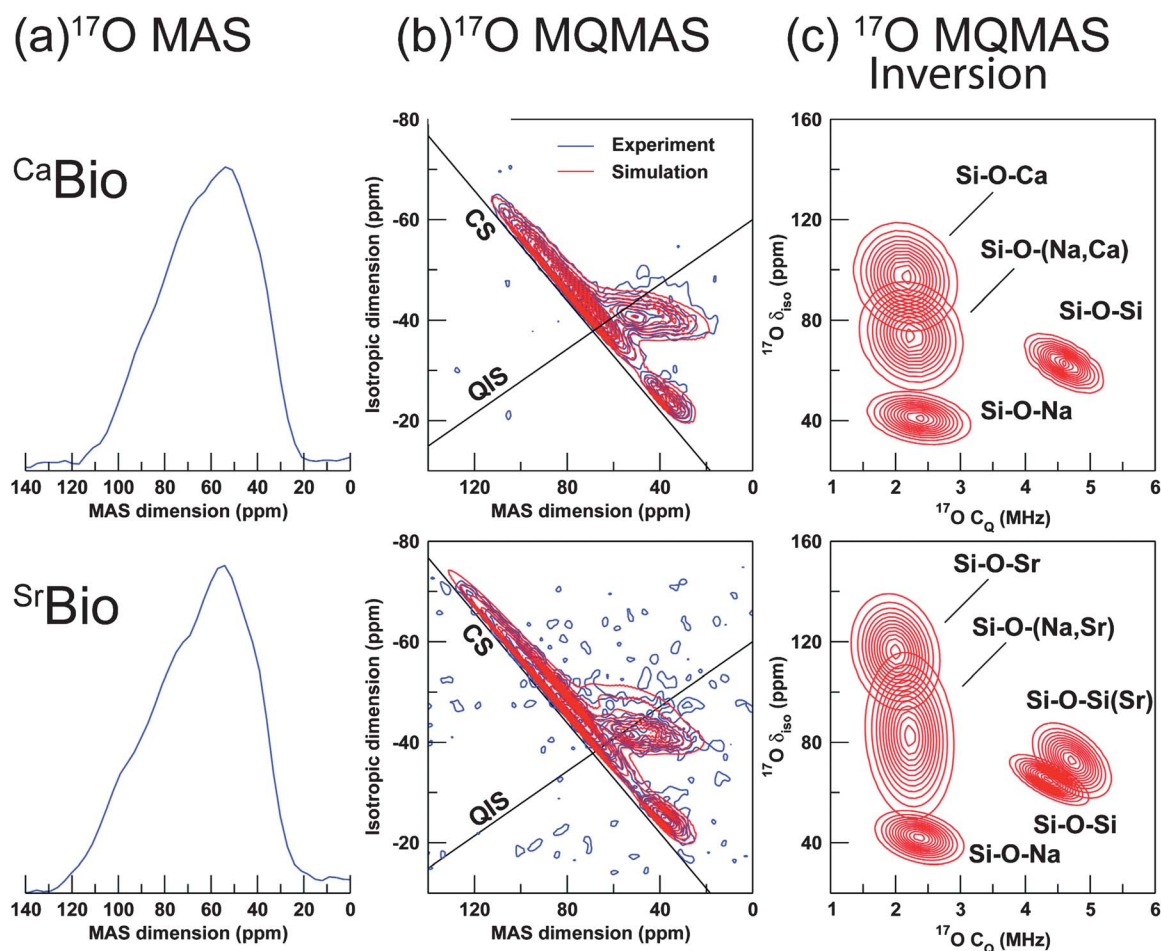 (a)¹⁷O MAS
(b)¹⁷O MQMAS
(c) ¹⁷O MQMAS
Inversion
ᶜᵃBio
140 120 100 80 60 40 20 0
MAS dimension (ppm)
-80
-60
-40
-20
Isotropic dimension (ppm)
Experiment
Simulation
CS
QIS
120 80 40
MAS dimension (ppm)
160
120
80
40
¹⁷O δiso (ppm)
Si-O-Ca
Si-O-(Na,Ca)
Si-O-Si
Si-O-Na
1 2 3 4 5 6
¹⁷O CQ (MHz)
ˢʳBio
140 120 100 80 60 40 20 0
MAS dimension (ppm)
-80
-60
-40
-20
Isotropic dimension (ppm)
CS
QIS
120 80 40
MAS dimension (ppm)
160
120
80
40
¹⁷O δiso (ppm)
Si-O-Sr
Si-O-(Na,Sr)
Si-O-Si(Sr)
Si-O-Si
Si-O-Na
1 2 3 4 5 6
¹⁷O CQ (MHz)